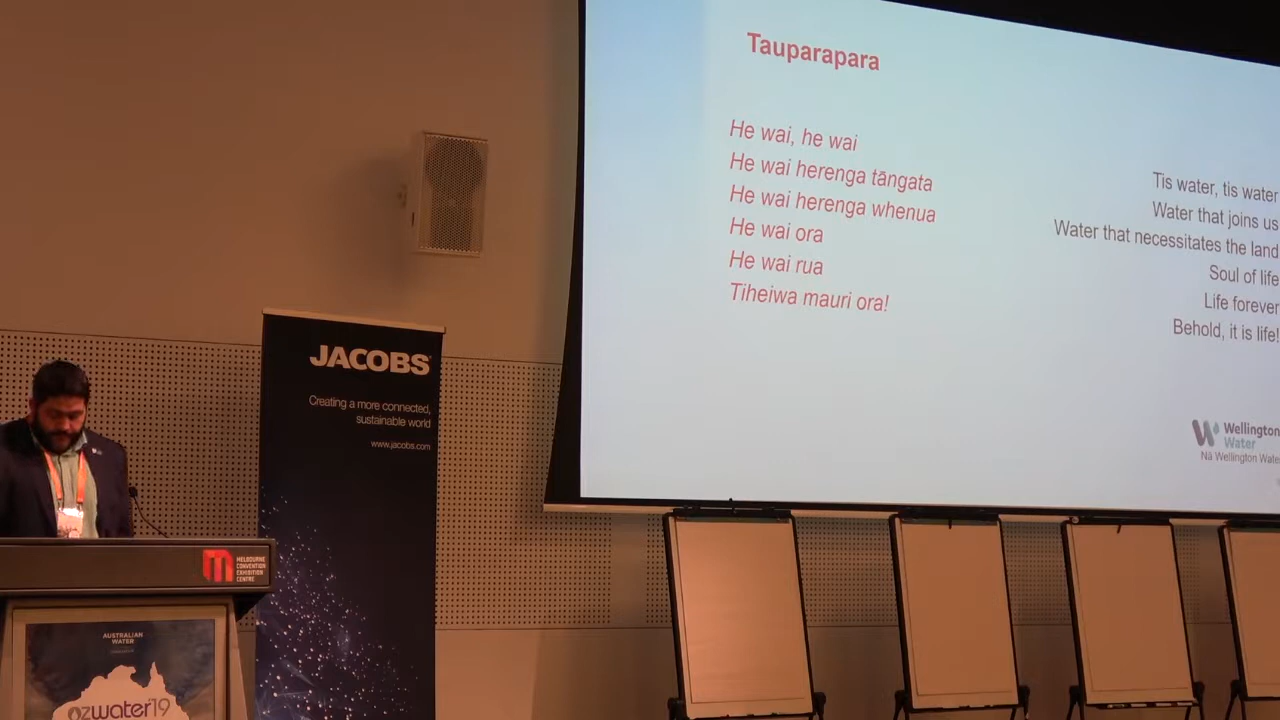 Tauparapara
He wai, he wai
He wai herenga tāngata
He wai herenga whenua
He wai ora
He wai rua
Tiheiwa mauri ora!
Tis water, tis water
Water that joins us
Water that necessitates the land
Soul of life
Life forever
Behold, it is life!
Wellington
Water
Nā Wellington Wate
JACOBS
Creating a more connected,
sustainable world
www.jacobs.com
MELBOURNE
CONVENTION
EXHIBITION
CENTRE
AUSTRALIAN
WATER
ozwater'19